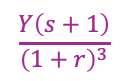 Y(s + 1)
(1 + r)³